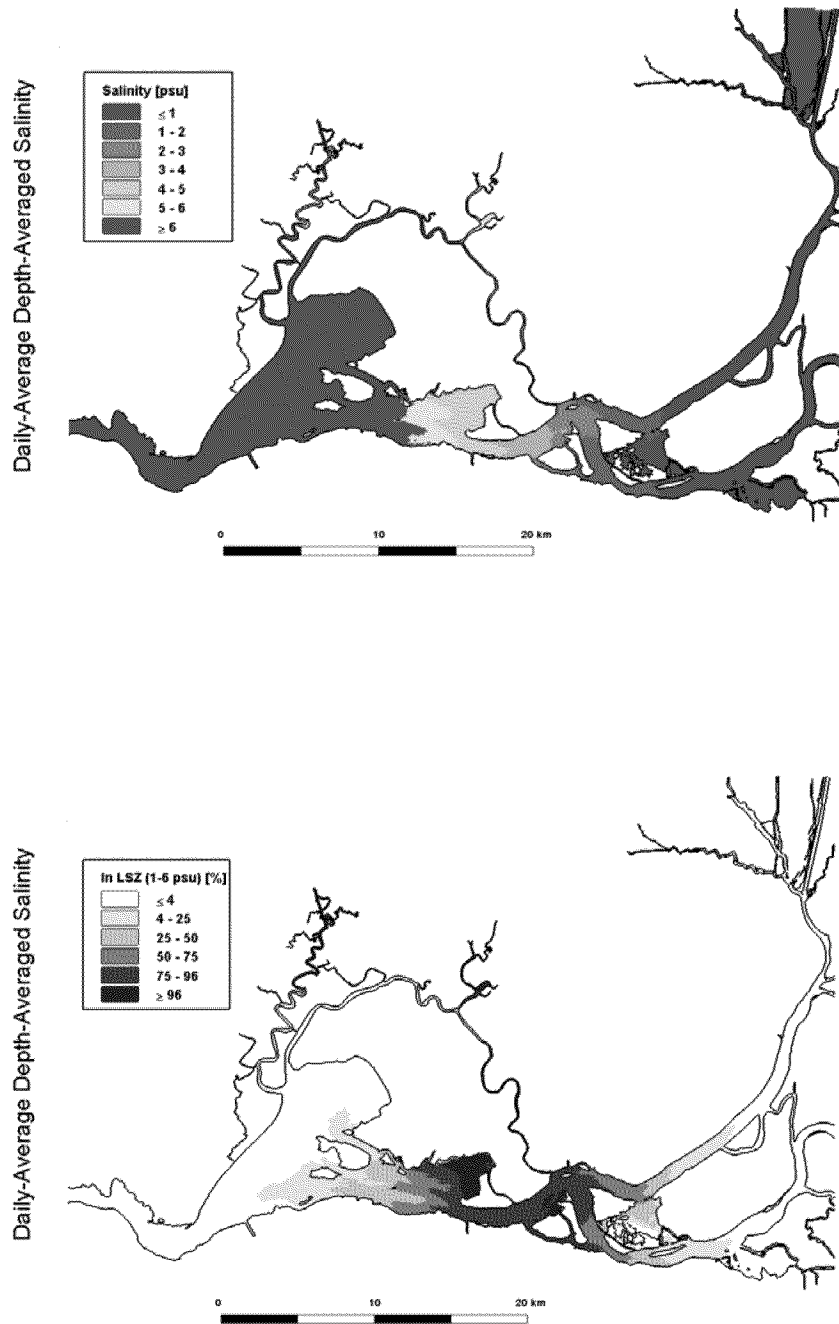 Daily-Average Depth-Averaged Salinity
Salinity [psu]
≤ 1
1 - 2
2 - 3
3 - 4
4 - 5
5 - 6
≥ 6
0 10 20 km
Daily-Average Depth-Averaged Salinity
In LSZ (1-6 psu) [%]
≤ 4
4 - 25
25 - 50
50 - 75
75 - 96
≥ 96
0 10 20 km